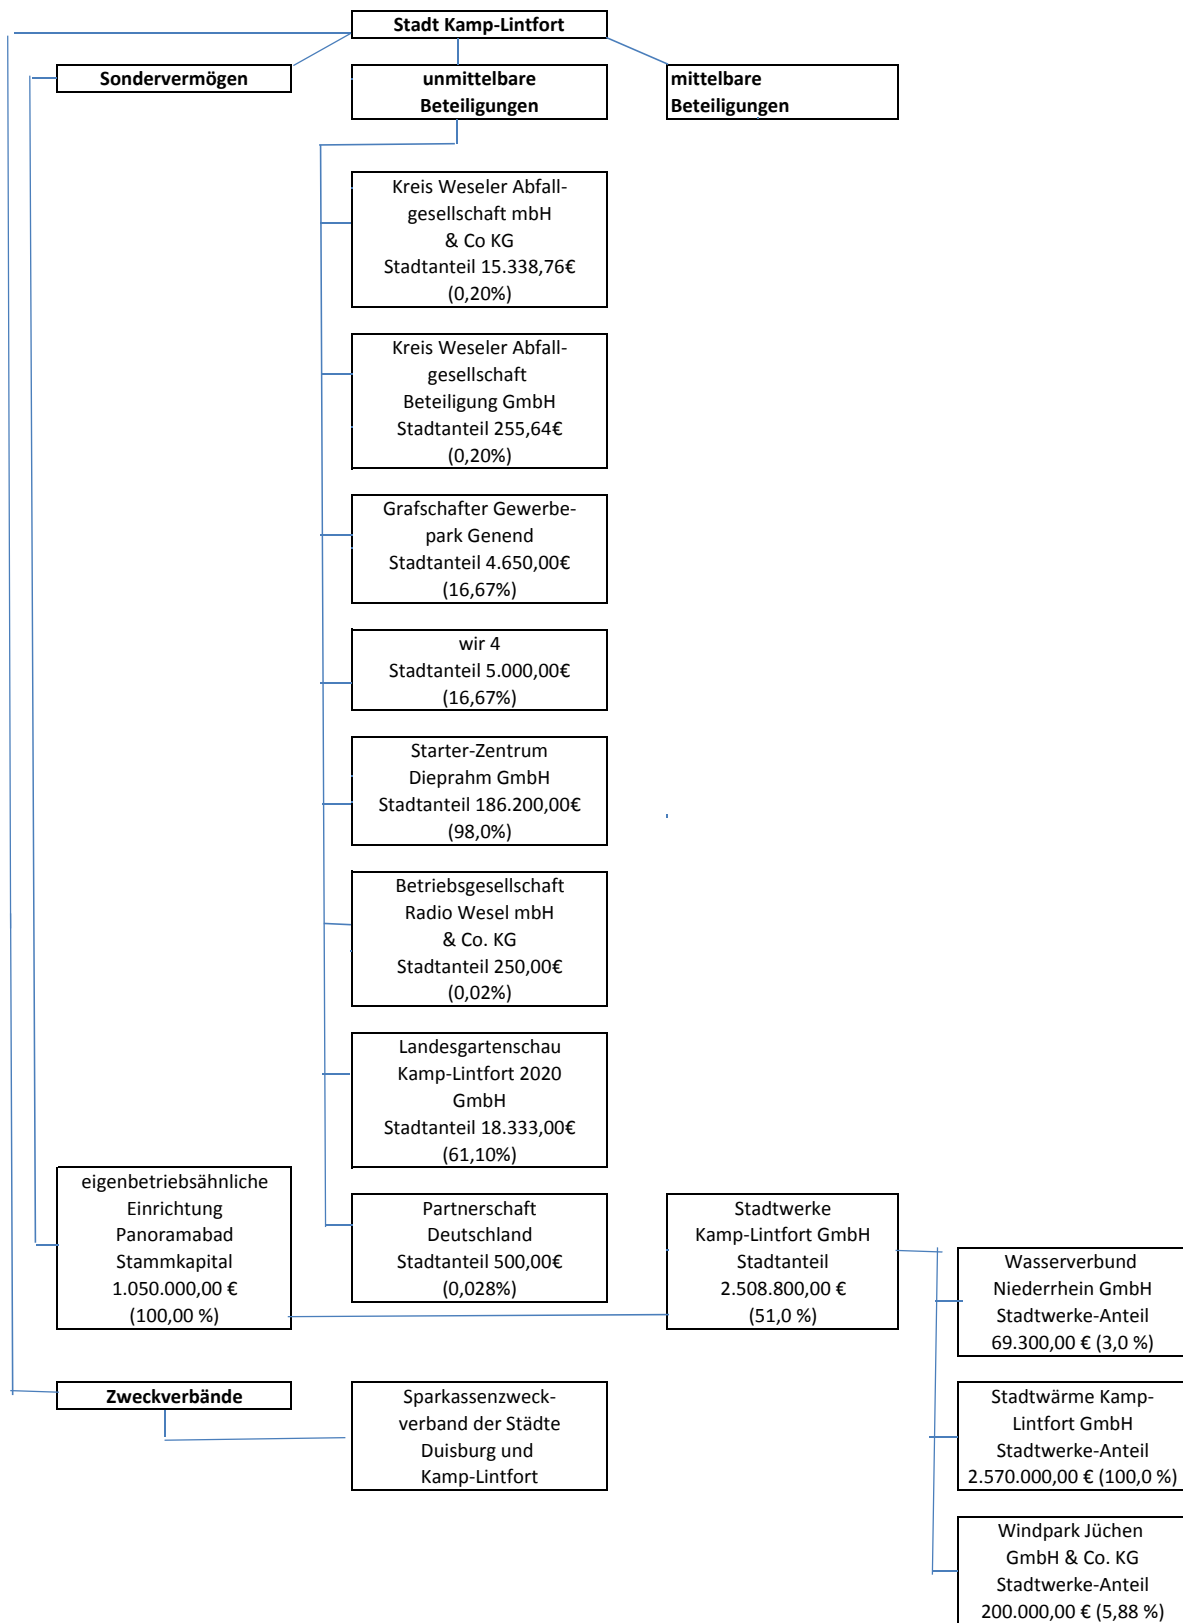 Stadt Kamp-Lintfort
Sondervermögen
unmittelbare
Beteiligungen
mittelbare
Beteiligungen
Kreis Weseler Abfall-
gesellschaft mbH
& Co KG
Stadtanteil 15.338,76€
(0,20%)
Kreis Weseler Abfall-
gesellschaft
Beteiligung GmbH
Stadtanteil 255,64€
(0,20%)
Grafschafter Gewerbe-
park Genend
Stadtanteil 4.650,00€
(16,67%)
wir 4
Stadtanteil 5.000,00€
(16,67%)
Starter-Zentrum
Dieprahm GmbH
Stadtanteil 186.200,00€
(98,0%)
Betriebsgesellschaft
Radio Wesel mbH
& Co. KG
Stadtanteil 250,00€
(0,02%)
Landesgartenschau
Kamp-Lintfort 2020
GmbH
Stadtanteil 18.333,00€
(61,10%)
eigenbetriebsähnliche
Einrichtung
Panoramabad
Stammkapital
1.050.000,00 €
(100,00 %)
Partnerschaft
Deutschland
Stadtanteil 500,00€
(0,028%)
Stadtwerke
Kamp-Lintfort GmbH
Stadtanteil
2.508.800,00 €
(51,0 %)
Wasserverbund
Niederrhein GmbH
Stadtwerke-Anteil
69.300,00 € (3,0 %)
Zweckverbände
Sparkassenzweck-
verband der Städte
Duisburg und
Kamp-Lintfort
Stadtwärme Kamp-
Lintfort GmbH
Stadtwerke-Anteil
2.570.000,00 € (100,0 %)
Windpark Jüchen
GmbH & Co. KG
Stadtwerke-Anteil
200.000,00 € (5,88 %)